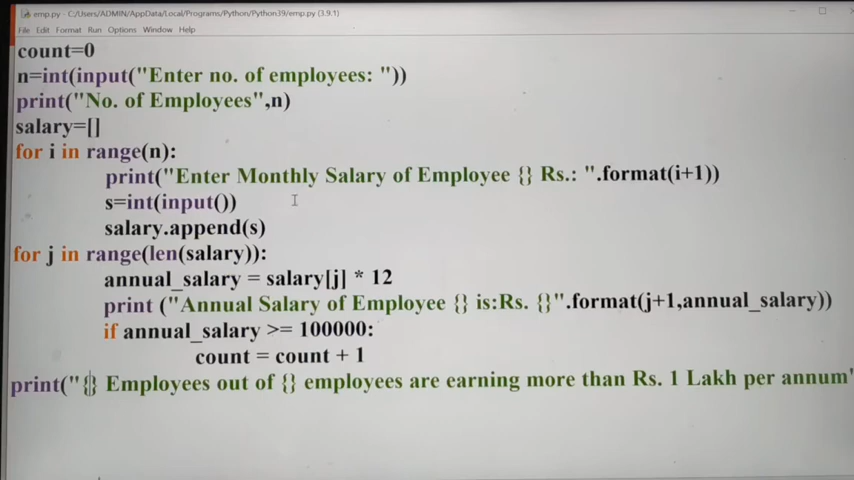 emp.py - C:/Users/ADMIN/AppData/Local/Programs/Python/Python39/emp.py (3.9.1)
File Edit Format Run Options Window Help
count=0
n=int(input("Enter no. of employees: "))
print("No. of Employees",n)
salary=[]
for i in range(n):
print("Enter Monthly Salary of Employee {} Rs.: ".format(i+1))
s=int(input())
salary.append(s)
for j in range(len(salary)):
annual_salary = salary[j] * 12
print ("Annual Salary of Employee {} is:Rs. {}".format(j+1,annual_salary))
if annual_salary >= 100000:
count = count + 1
print("{} Employees out of {} employees are earning more than Rs. 1 Lakh per annum"